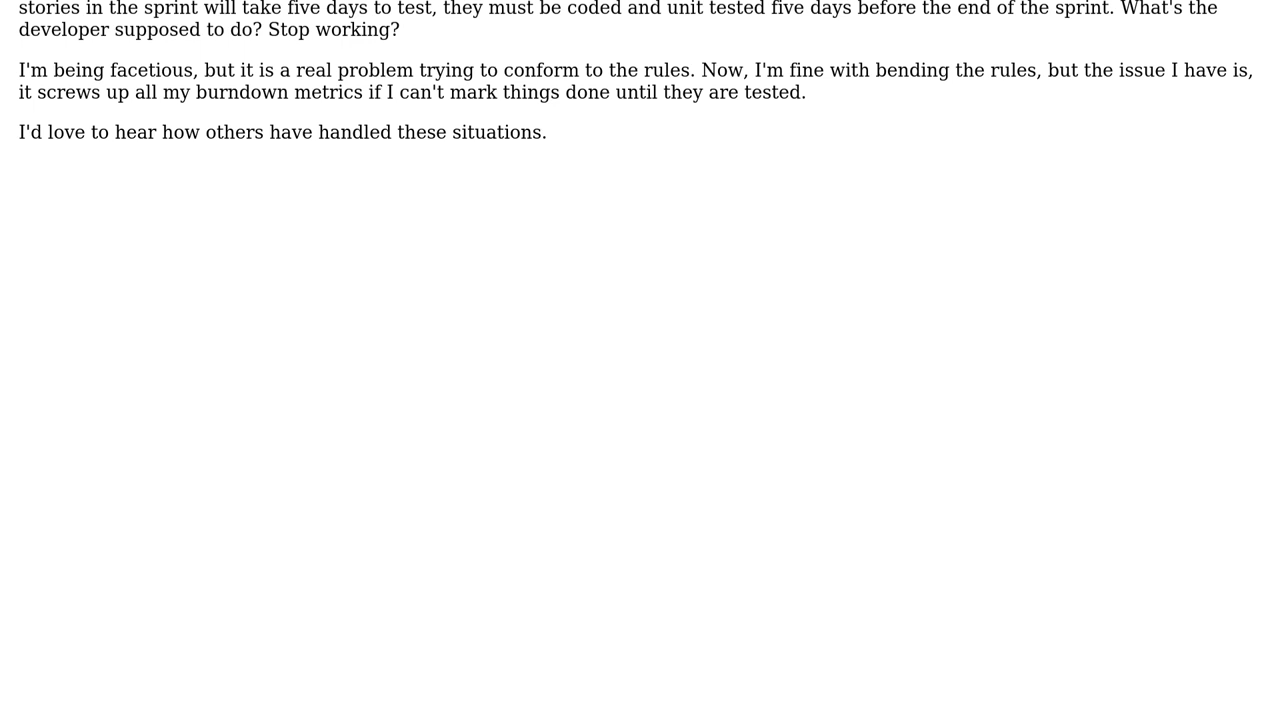 stories in the sprint will take five days to test, they must be coded and unit tested five days before the end of the sprint. What's the
developer supposed to do? Stop working?
I'm being facetious, but it is a real problem trying to conform to the rules. Now, I'm fine with bending the rules, but the issue I have is,
it screws up all my burndown metrics if I can't mark things done until they are tested.
I'd love to hear how others have handled these situations.